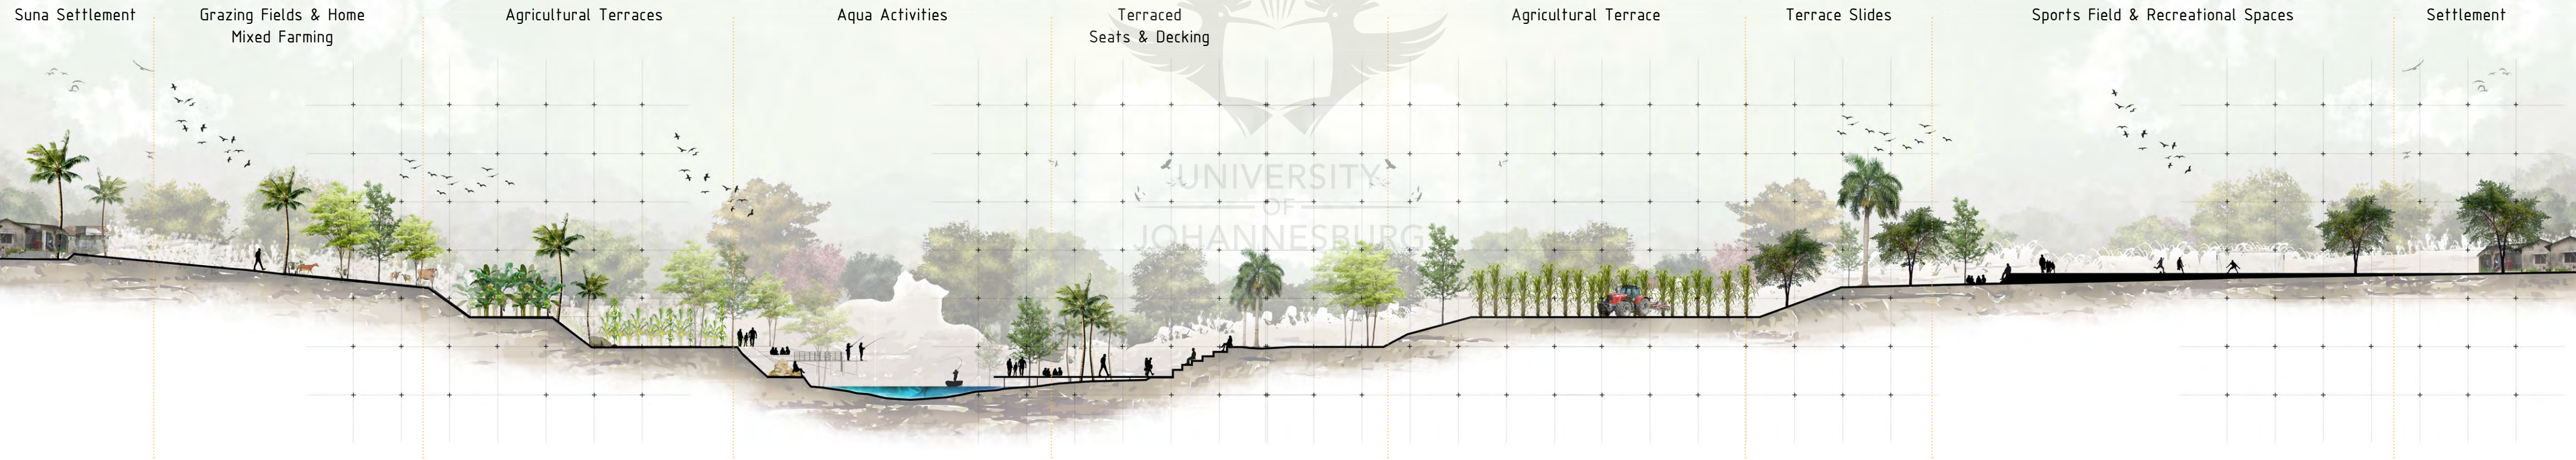 Suna Settlement
Grazing Fields & Home
Mixed Farming
Agricultural Terraces
Aqua Activities
Terraced
Seats & Decking
Agricultural Terrace
Terrace Slides
Sports Field & Recreational Spaces
Settlement
UNIVERSITY
OF
JOHANNESBURG